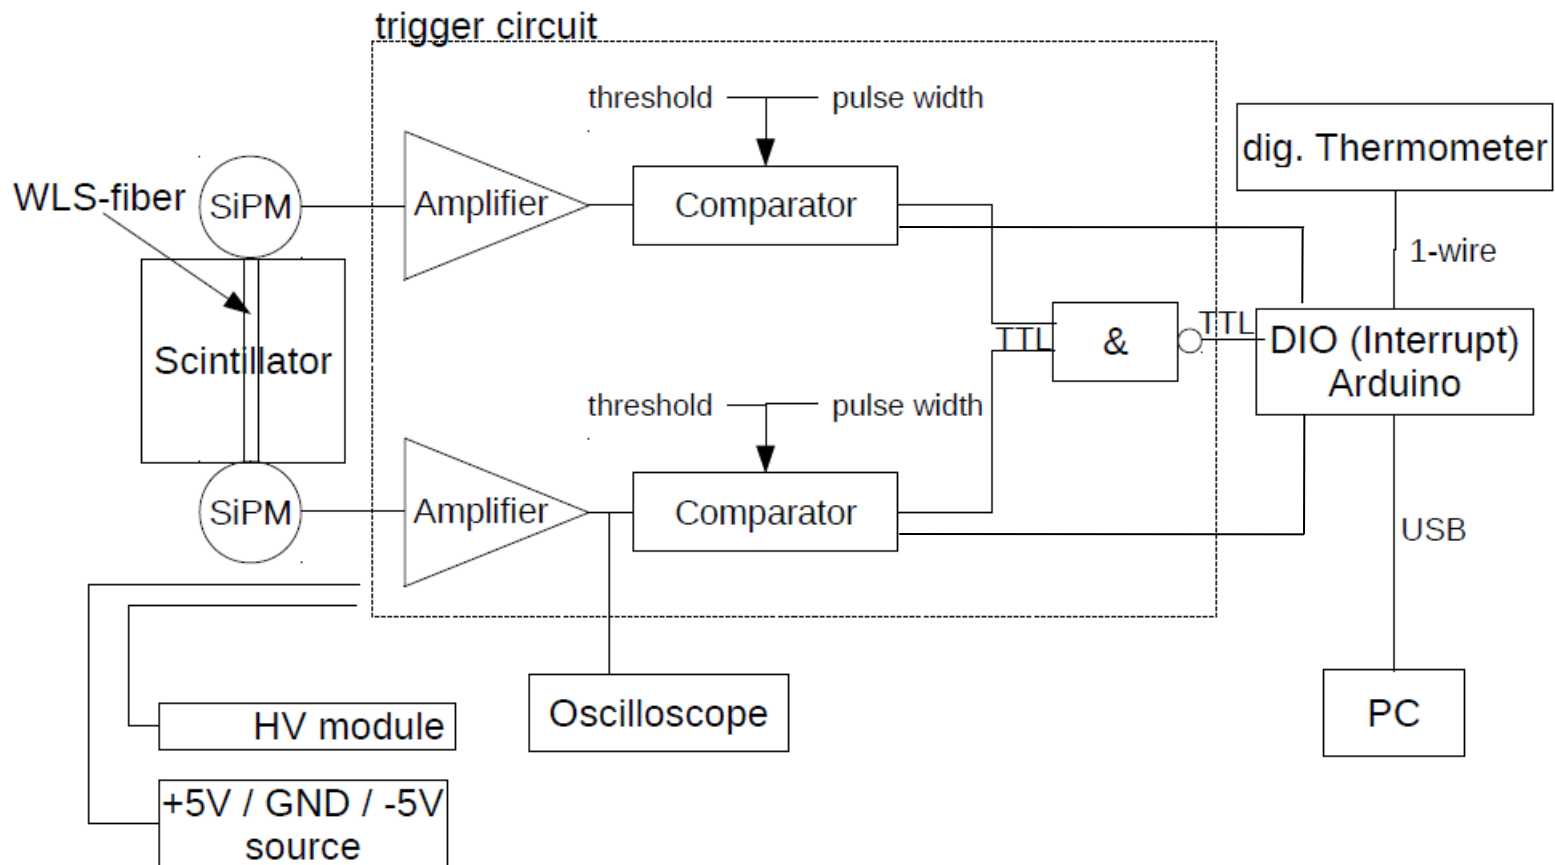 trigger circuit
threshold
pulse width
dig. Thermometer
WLS-fiber
SiPM
Amplifier
Comparator
1-wire
TTL
TTL
&
DIO (Interrupt)
Arduino
Scintillator
threshold
pulse width
SiPM
Amplifier
Comparator
USB
HV module
Oscilloscope
PC
+5V / GND / -5V
source